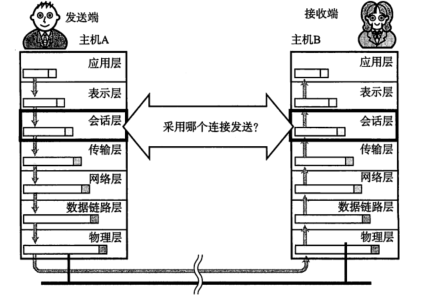 发送端
接收端
主机A
主机B
应用层
表示层
会话层
传输层
网络层
数据链路层
物理层
采用哪个连接发送?
应用层
表示层
会话层
传输层
网络层
数据链路层
物理层